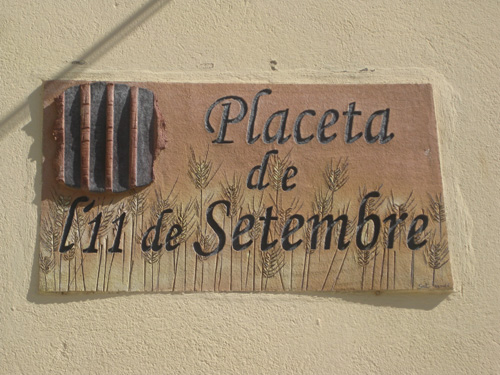 Placeta
de
l'11 de Setembre